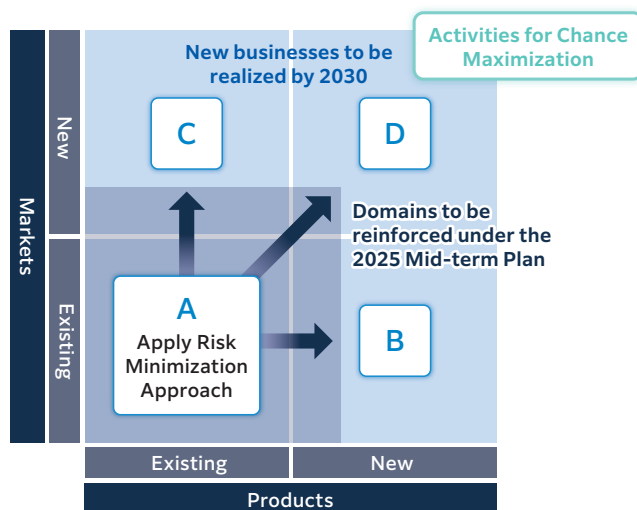 Activities for Chance
Maximization
New businesses to be
realized by 2030
C
D
Markets
New
Existing
Domains to be
reinforced under the
2025 Mid-term Plan
A
Apply Risk
Minimization
Approach
B
Existing
New
Products